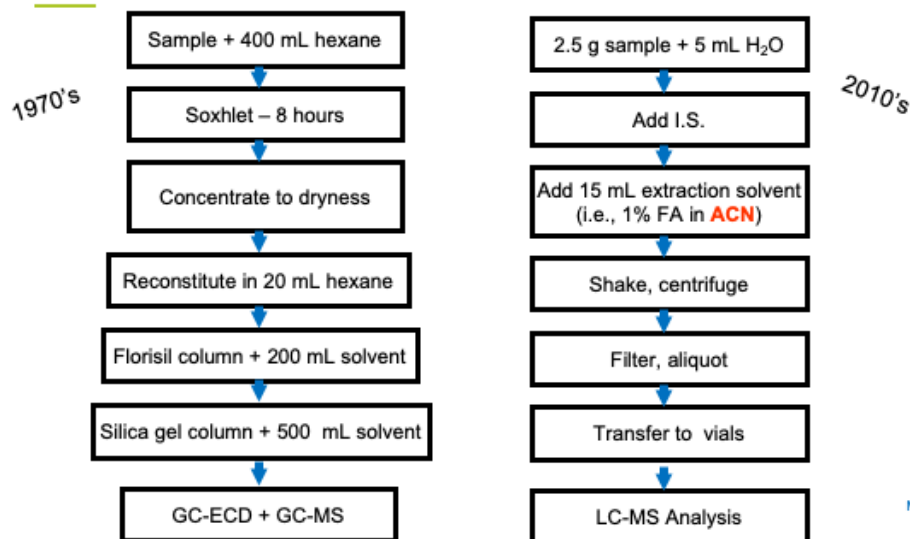 1970's
Sample + 400 mL hexane
Soxhlet – 8 hours
Concentrate to dryness
Reconstitute in 20 mL hexane
Florisil column + 200 mL solvent
Silica gel column + 500 mL solvent
GC-ECD + GC-MS
2010's
2.5 g sample + 5 mL H₂O
Add I.S.
Add 15 mL extraction solvent
(i.e., 1% FA in ACN)
Shake, centrifuge
Filter, aliquot
Transfer to vials
LC-MS Analysis